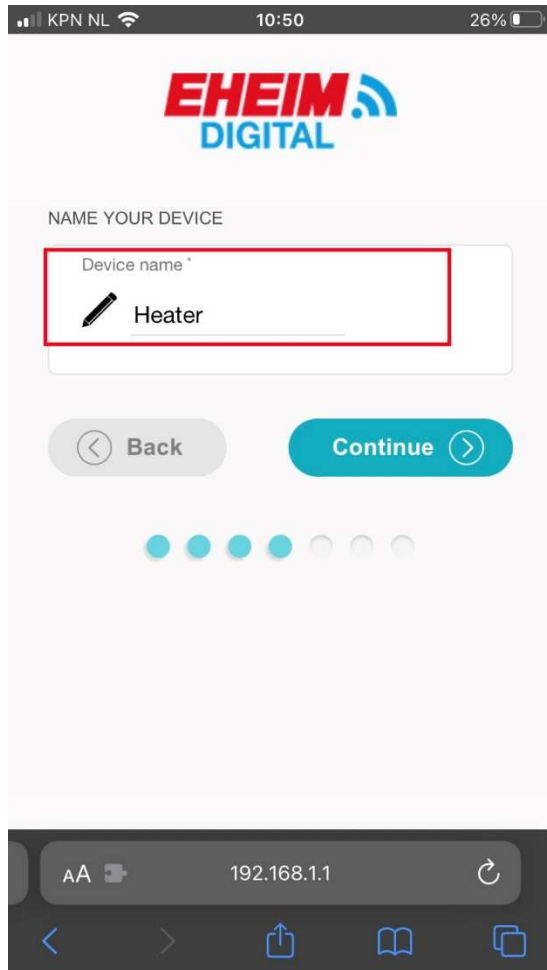 KPN NL 10:50 26%
EHEIM
DIGITAL
NAME YOUR DEVICE
Device name *
Heater
Back Continue
AA 192.168.1.1